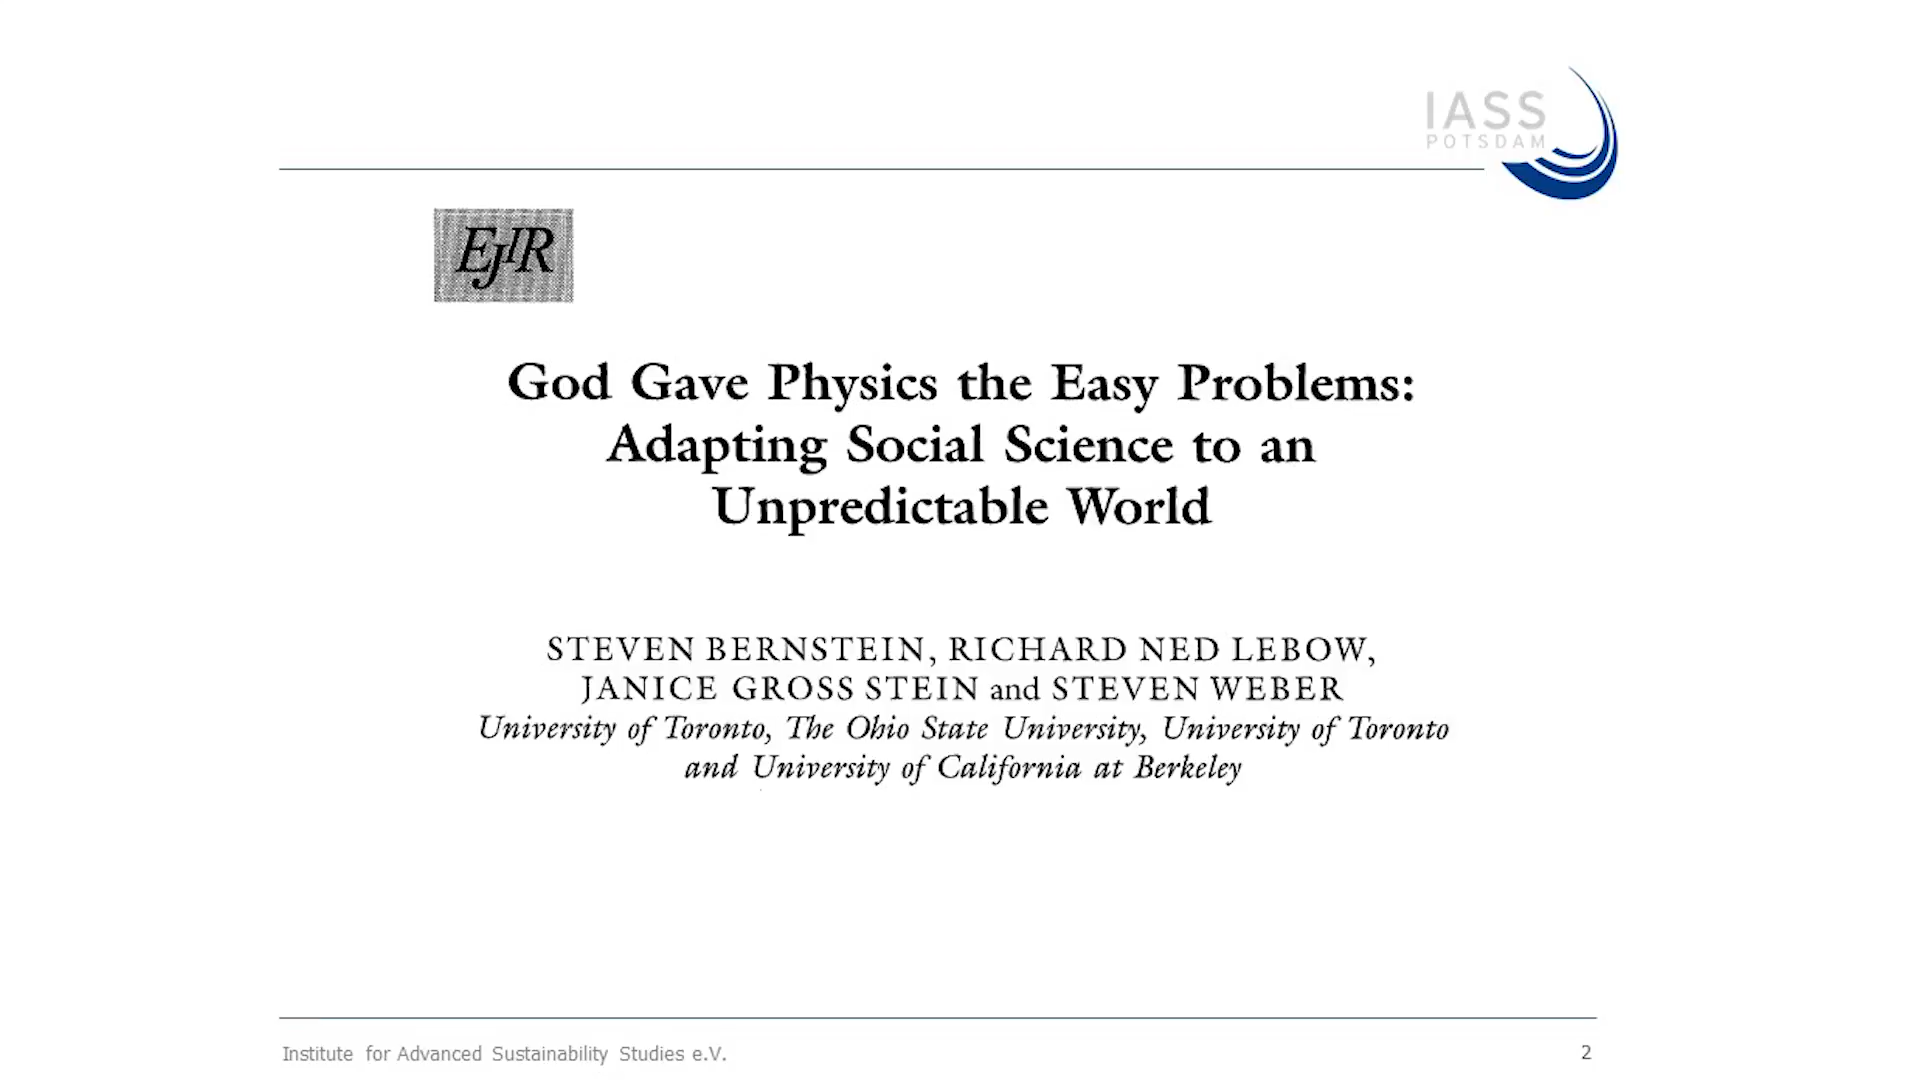 IASS
POTSDAM
EJIR
God Gave Physics the Easy Problems:
Adapting Social Science to an
Unpredictable World
STEVEN BERNSTEIN, RICHARD NED LEBOW,
JANICE GROSS STEIN and STEVEN WEBER
University of Toronto, The Ohio State University, University of Toronto
and University of California at Berkeley
Institute for Advanced Sustainability Studies e.V.
2